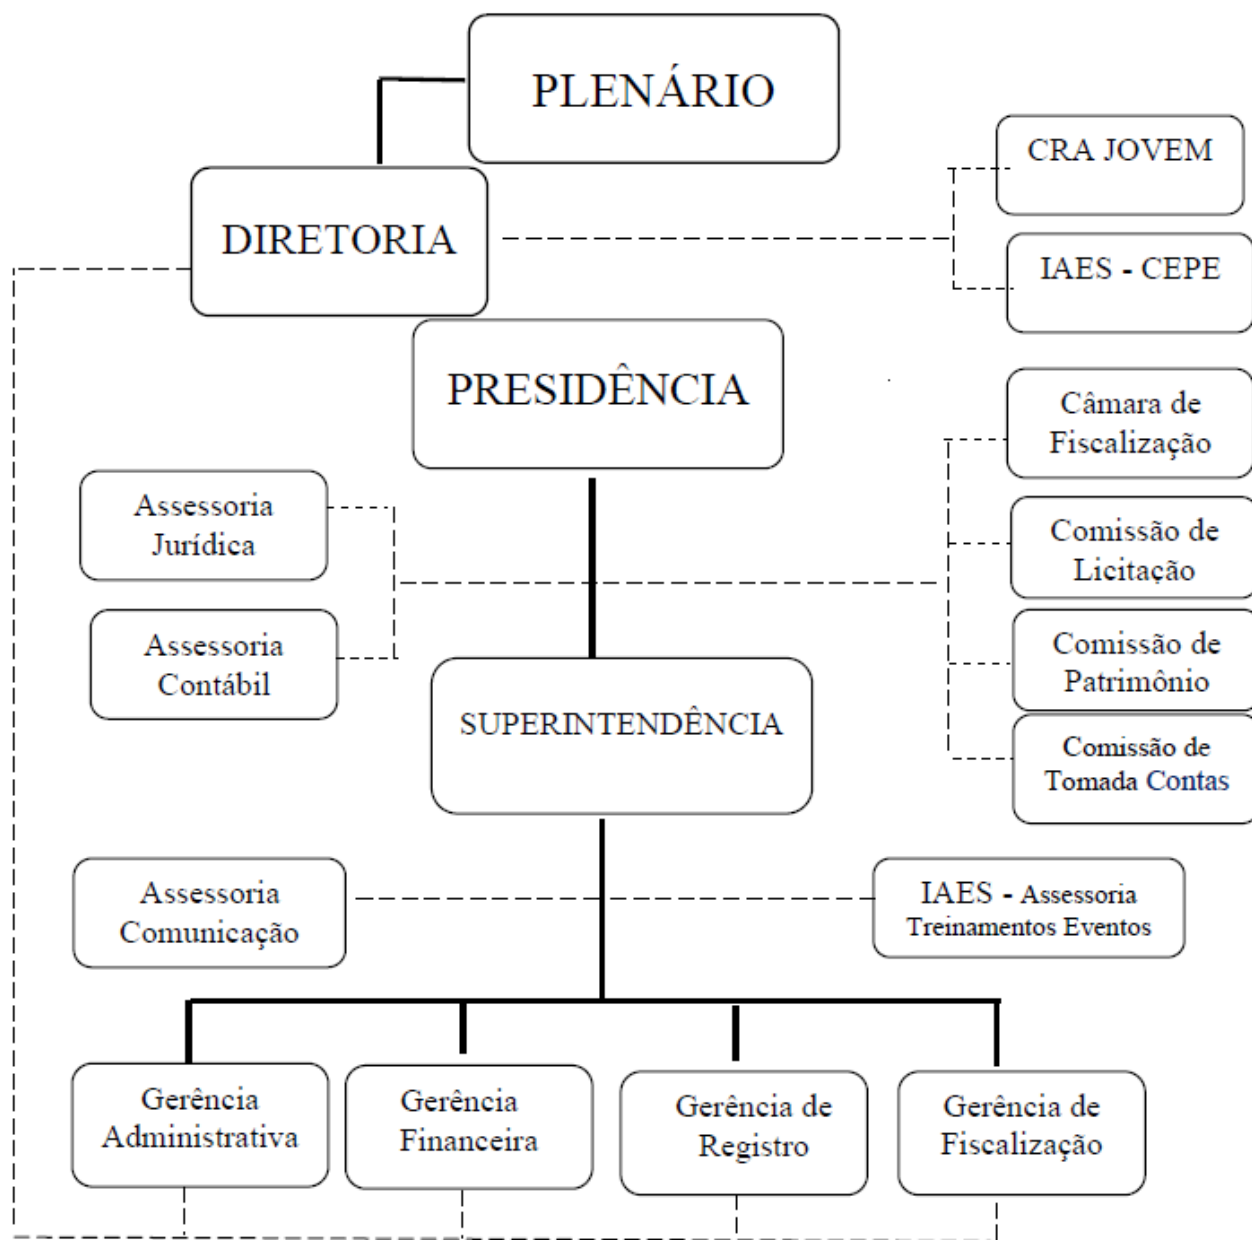 PLENÁRIO
CRA JOVEM
DIRETORIA
IAES - CEPE
PRESIDÊNCIA
Câmara de
Fiscalização
Assessoria
Jurídica
Comissão de
Licitação
Assessoria
Contábil
Comissão de
Patrimônio
SUPERINTENDÊNCIA
Comissão de
Tomada Contas
Assessoria
Comunicação
IAES - Assessoria
Treinamentos Eventos
Gerência
Administrativa
Gerência
Financeira
Gerência de
Registro
Gerência de
Fiscalização